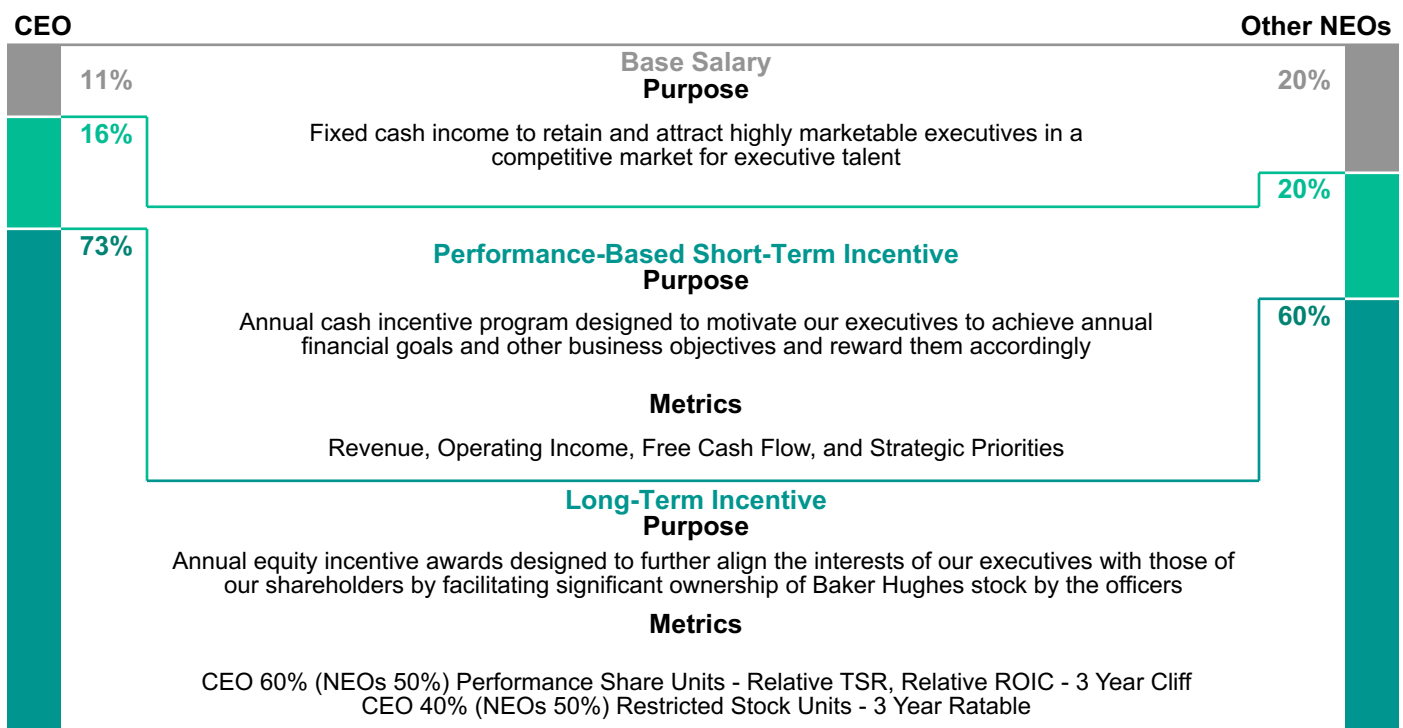 CEO
Other NEOs
11%
Base Salary
20%
Purpose
16%
Fixed cash income to retain and attract highly marketable executives in a
competitive market for executive talent
20%
73%
Performance-Based Short-Term Incentive
Purpose
Annual cash incentive program designed to motivate our executives to achieve annual
financial goals and other business objectives and reward them accordingly
60%
Metrics
Revenue, Operating Income, Free Cash Flow, and Strategic Priorities
Long-Term Incentive
Purpose
Annual equity incentive awards designed to further align the interests of our executives with those of
our shareholders by facilitating significant ownership of Baker Hughes stock by the officers
Metrics
CEO 60% (NEOs 50%) Performance Share Units - Relative TSR, Relative ROIC - 3 Year Cliff
CEO 40% (NEOs 50%) Restricted Stock Units - 3 Year Ratable